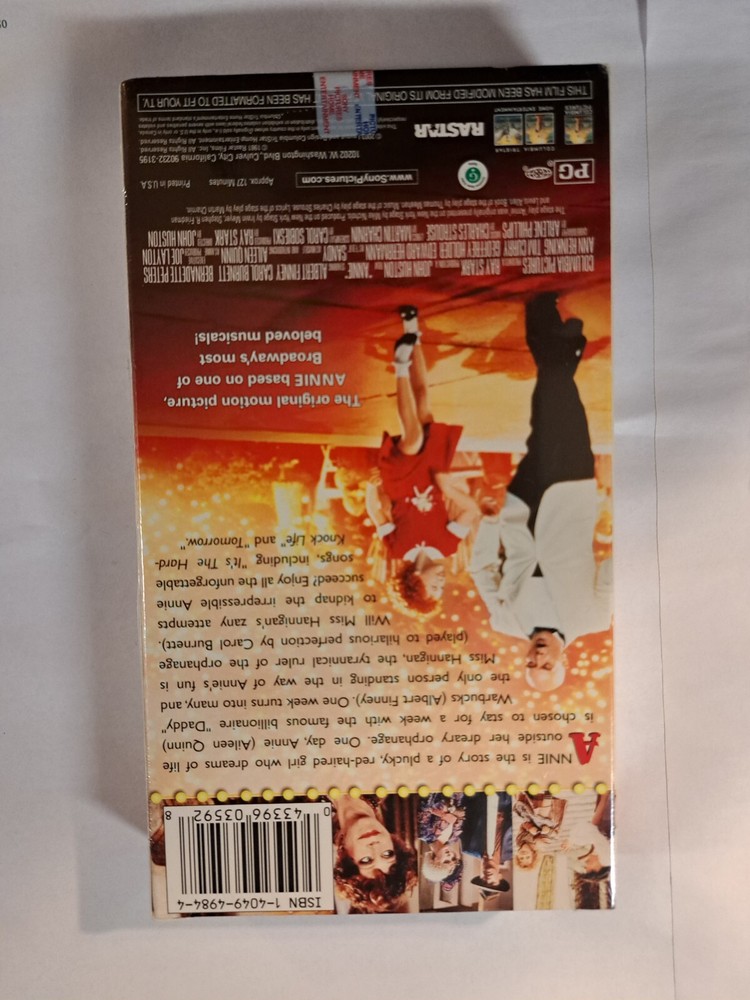 ISBN 1-4049-4984-4
0 43396 03592 8
ANNIE is the story of a plucky, red-haired girl who dreams of life
outside her dreary orphanage. One day, Annie (Aileen Quinn)
is chosen to stay for a week with the famous billionaire "Daddy"
Warbucks (Albert Finney). One week turns into many, and
the only person standing in the way of Annie's fun is
Miss Hannigan, the tyrannical ruler of the orphanage
(played to hilarious perfection by Carol Burnett).
Will Miss Hannigan's zany attempts
to kidnap the irrepressible Annie
succeed? Enjoy all the unforgettable
songs, including "It's The Hard-
Knock Life" and "Tomorrow."
The original motion picture,
ANNIE based on one of
Broadway's most
beloved musicals!
COLUMBIA PICTURES RAY STARK JOHN HUSTON "ANNIE" ALBERT FINNEY CAROL BURNETT BERNADETTE PETERS
ANN REINKING TIM CURRY GEOFFREY HOLDER EDWARD HERRMANN SANDY AILEEN QUINN JOE LAYTON
ARLENE PHILLIPS CHARLES STROUSE MARTIN CHARNIN CAROL SOBIESKI RAY STARK JOHN HUSTON
PG
www.SonyPictures.com
Approx. 127 Minutes
Printed in U.S.A.
10202 W. Washington Blvd., Culver City, California 90232-3195
COLUMBIA TRISTAR
HOME ENTERTAINMENT
RASTAR
THIS FILM HAS BEEN MODIFIED FROM ITS ORIGIN
HAS BEEN FORMATTED TO FIT YOUR TV.